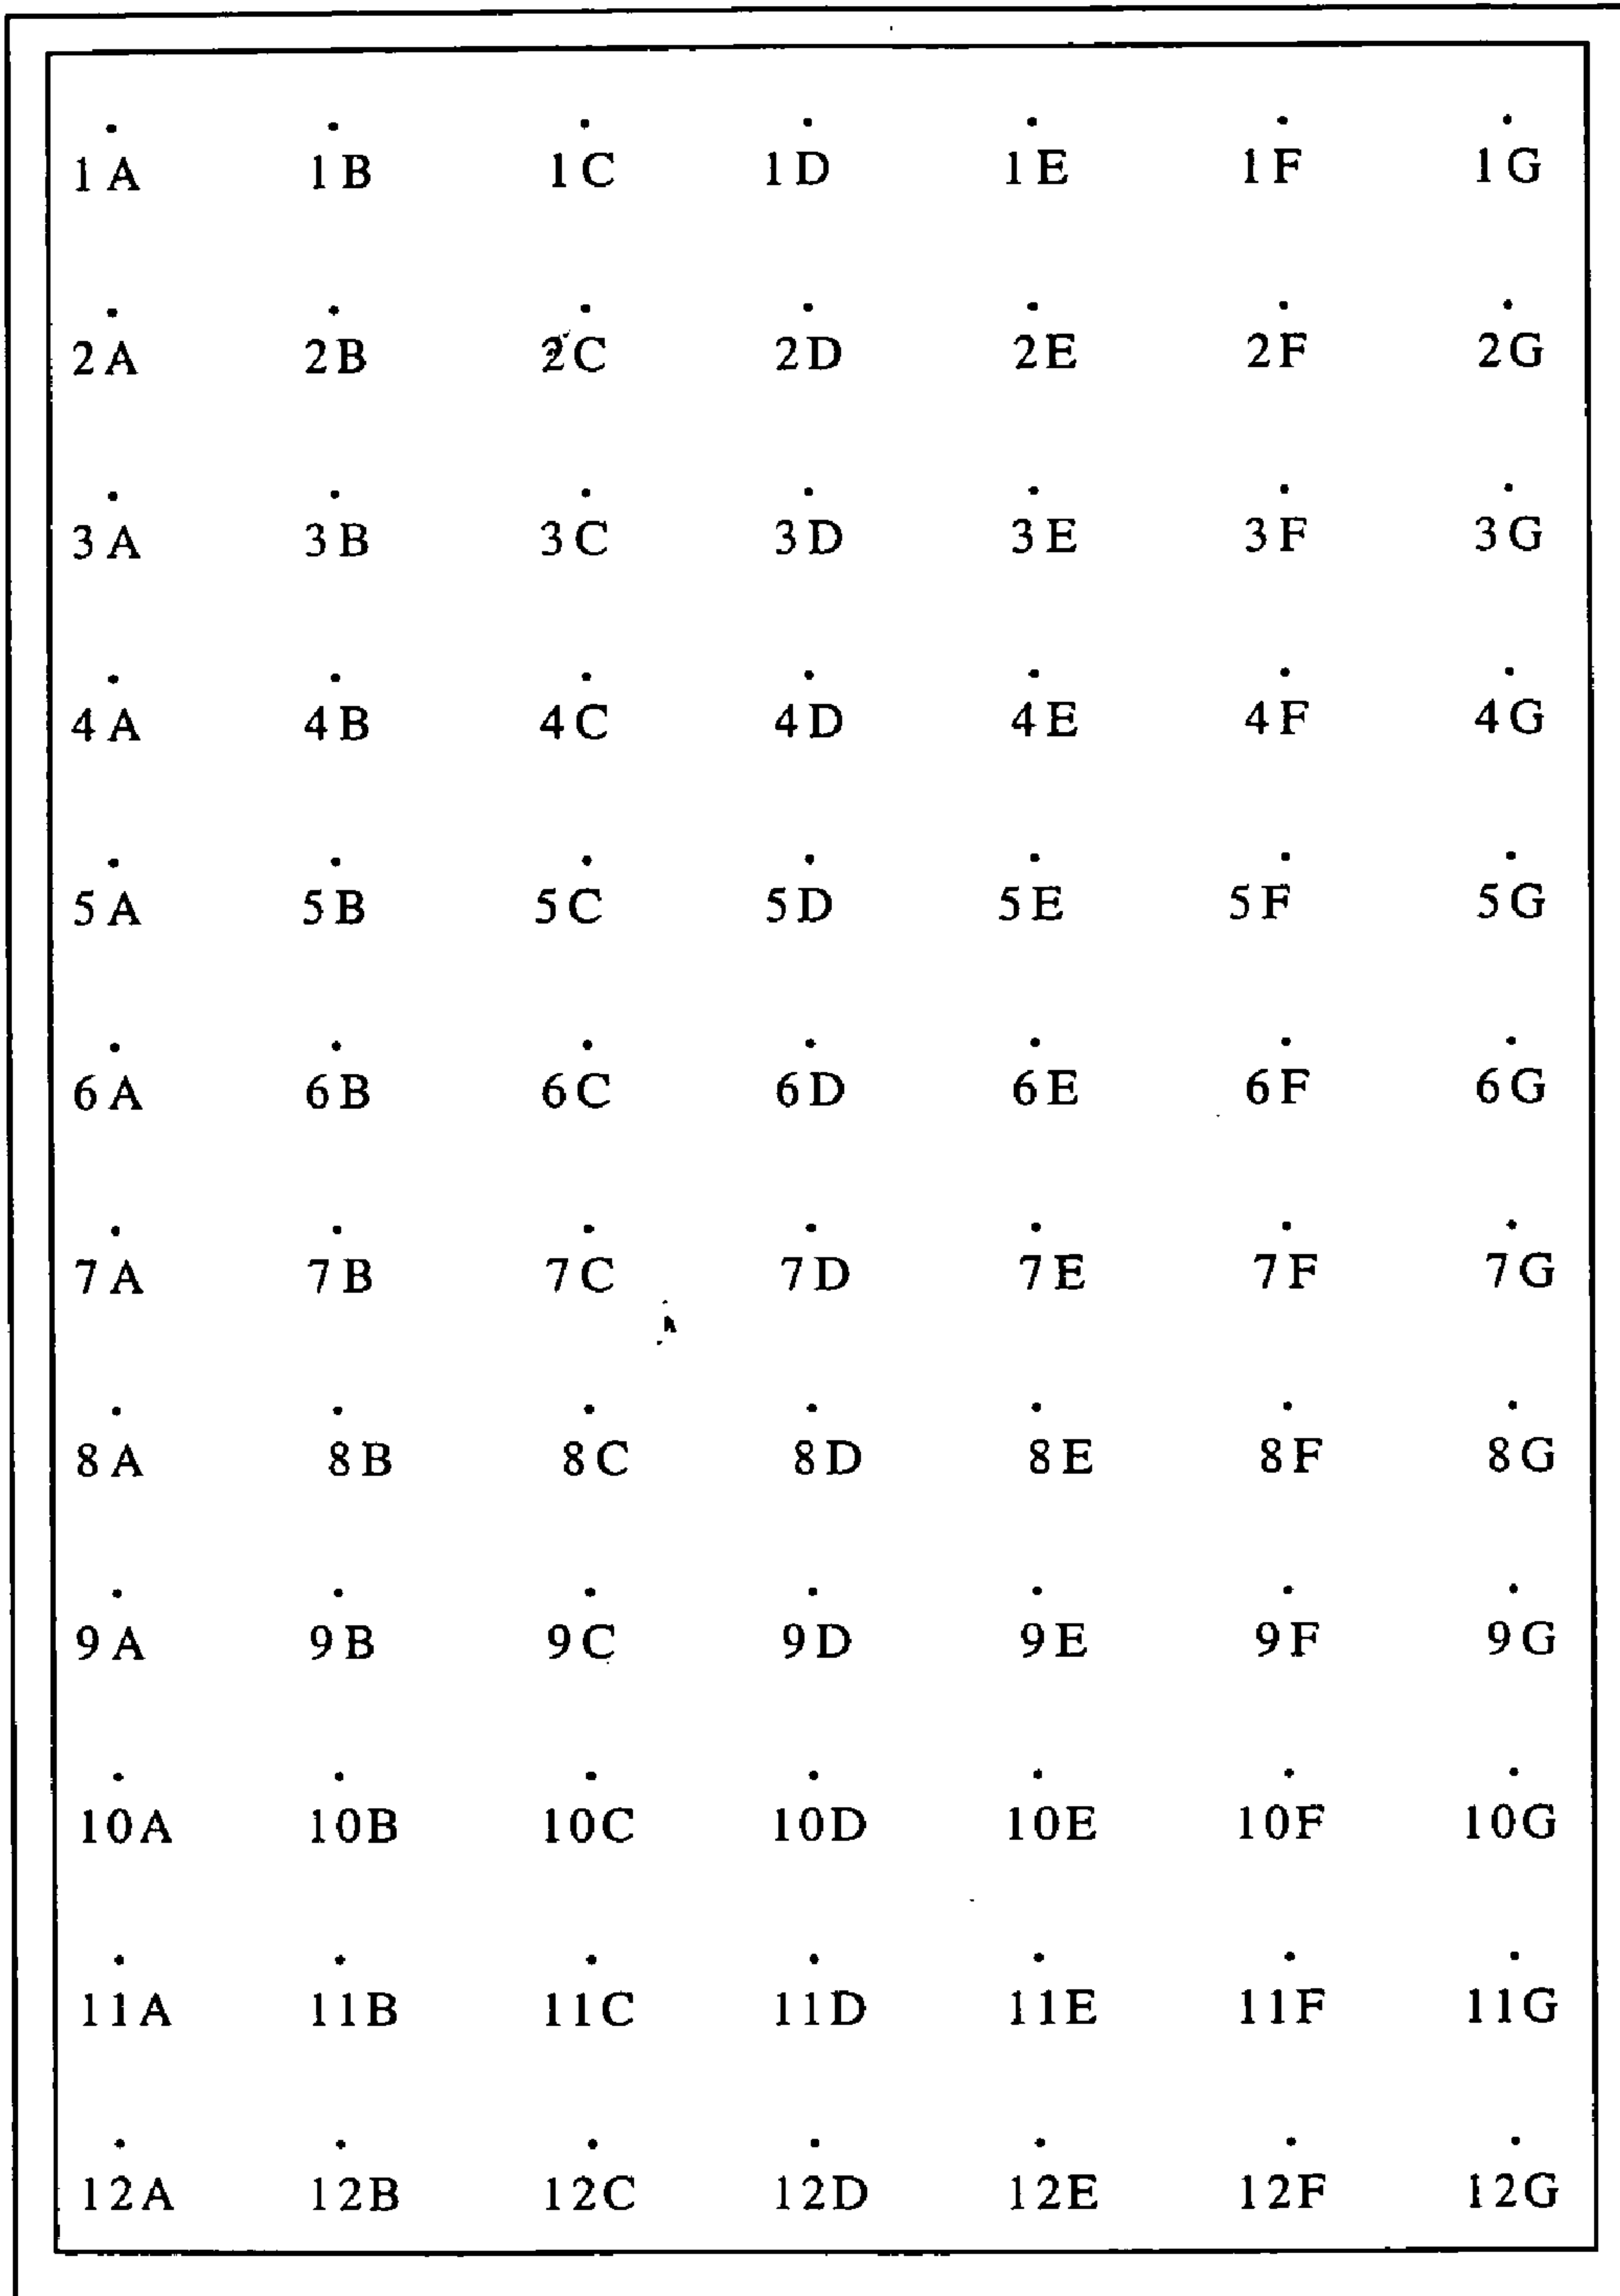 1A 1B 1C 1D 1E 1F 1G
2A 2B 2C 2D 2E 2F 2G
3A 3B 3C 3D 3E 3F 3G
4A 4B 4C 4D 4E 4F 4G
5A 5B 5C 5D 5E 5F 5G
6A 6B 6C 6D 6E 6F 6G
7A 7B 7C 7D 7E 7F 7G
8A 8B 8C 8D 8E 8F 8G
9A 9B 9C 9D 9E 9F 9G
10A 10B 10C 10D 10E 10F 10G
11A 11B 11C 11D 11E 11F 11G
12A 12B 12C 12D 12E 12F 12G